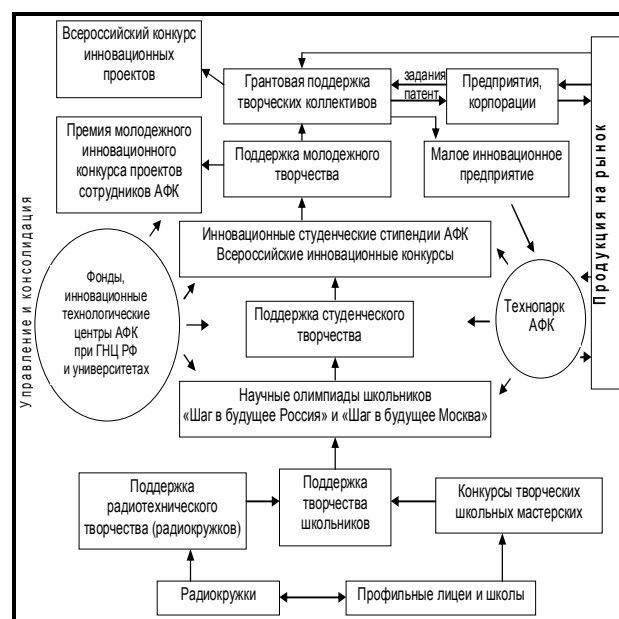 Всероссийский конкурс
инновационных
проектов
Грантовая поддержка
творческих коллективов
задания
патент
Предприятия,
корпорации
Премия молодежного
инновационного
конкурса проектов
сотрудников АФК
Поддержка молодежного
творчества
Малое инновационное
предприятие
Продукция на рынок
Управление и консолидация
Инновационные студенческие стипендии АФК
Всероссийские инновационные конкурсы
Фонды,
инновационные
технологические
центры АФК
при ГНЦ РФ
и университетах
Поддержка студенческого
творчества
Технопарк
АФК
Научные олимпиады школьников
«Шаг в будущее Россия» и «Шаг в будущее Москва»
Поддержка
радиотехнического
творчества (радиокружков)
Поддержка
творчества
школьников
Конкурсы творческих
школьных мастерских
Радиокружки
Профильные лицеи и школы